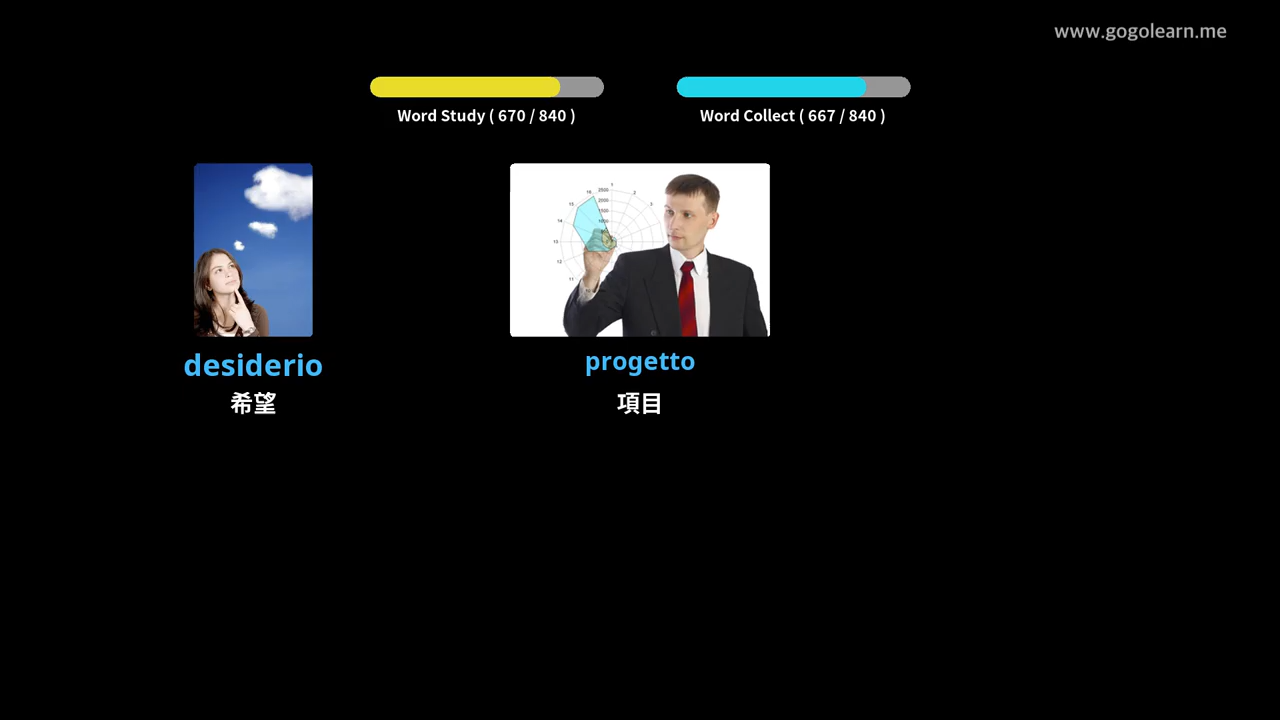 www.gogolearn.me
Word Study ( 670 / 840 )
Word Collect ( 667 / 840 )
desiderio
希望
progetto
項目